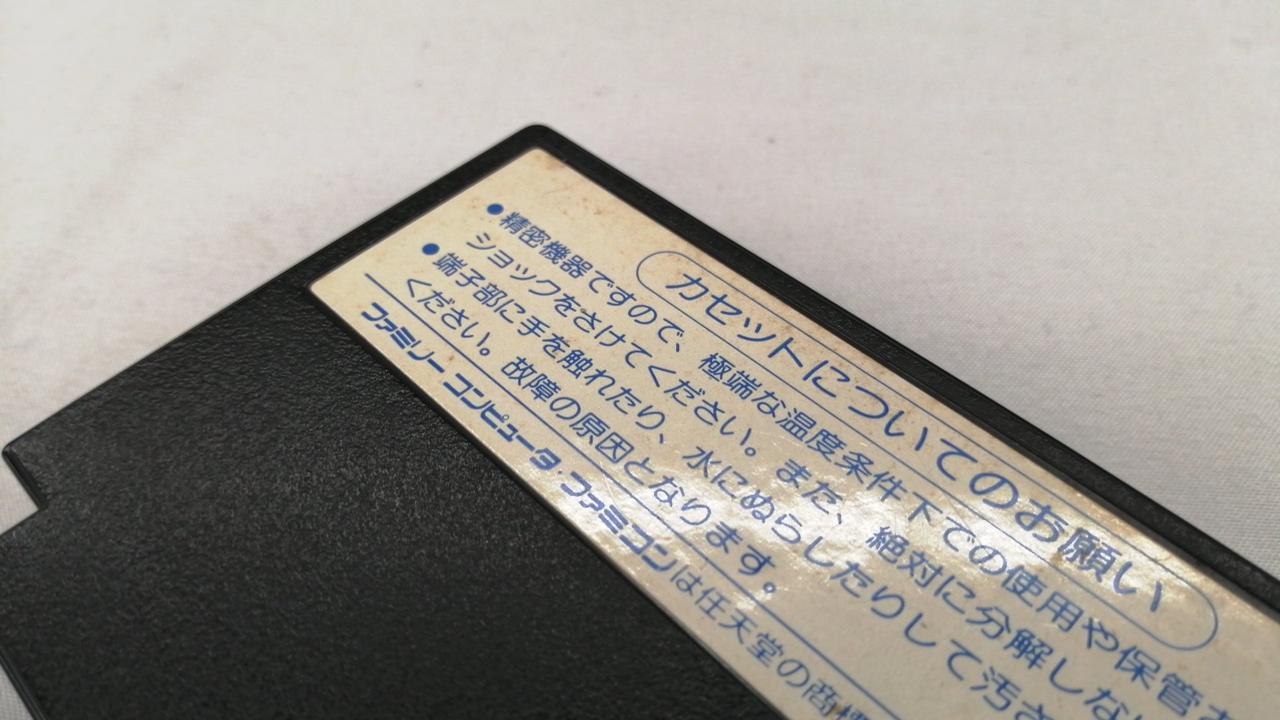 カセットについてのお願い
●精密機器ですので、極端な温度条件下での使用や保管
ショックをさけてください。また、絶対に分解しな
●端子部に手を触れたり、水にぬらしたりして汚さ
ください。故障の原因となります。
ファミリーコンピュータ・ファミコンは任天堂の商標